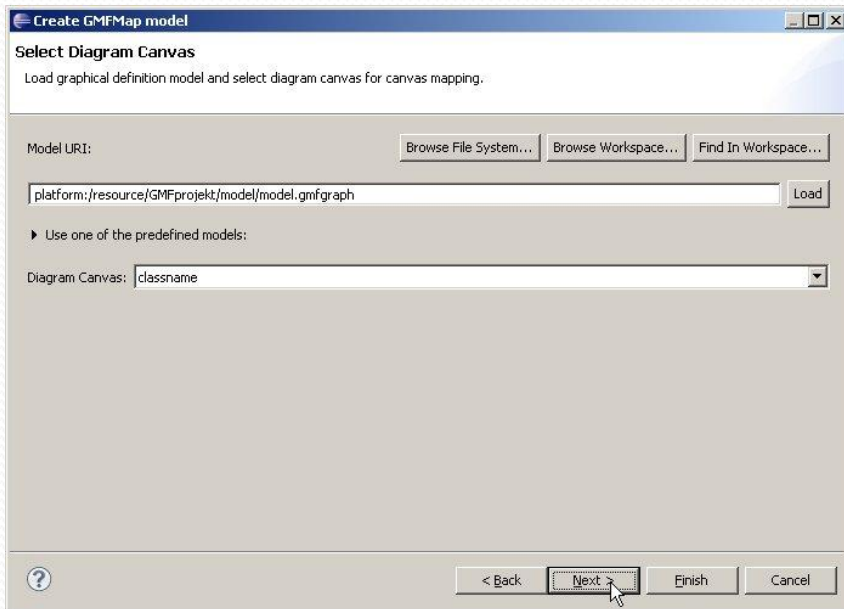 Create GMFMap model
Select Diagram Canvas
Load graphical definition model and select diagram canvas for canvas mapping.
Model URI: Browse File System... Browse Workspace... Find In Workspace...
platform:/resource/GMFprojekt/model/model.gmfgraph Load
Use one of the predefined models:
Diagram Canvas: classname
? < Back Next > Finish Cancel